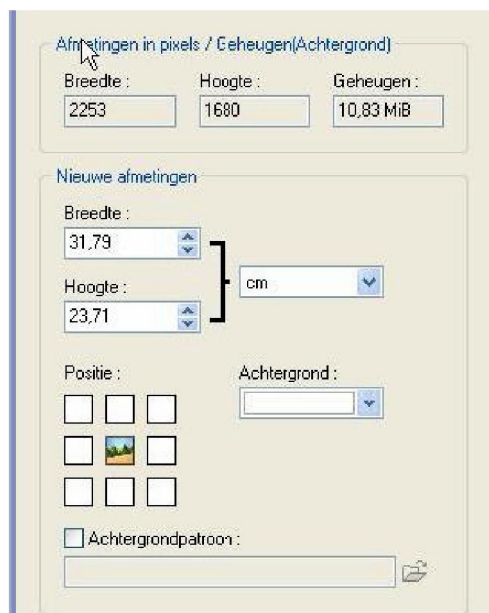 Afmetingen in pixels / Geheugen(Achtergrond)
Breedte : Hoogte : Geheugen :
2253 1680 10,83 MiB
Nieuwe afmetingen
Breedte :
31,79
cm
Hoogte :
23,71
Positie : Achtergrond :
Achtergrondpatroon :